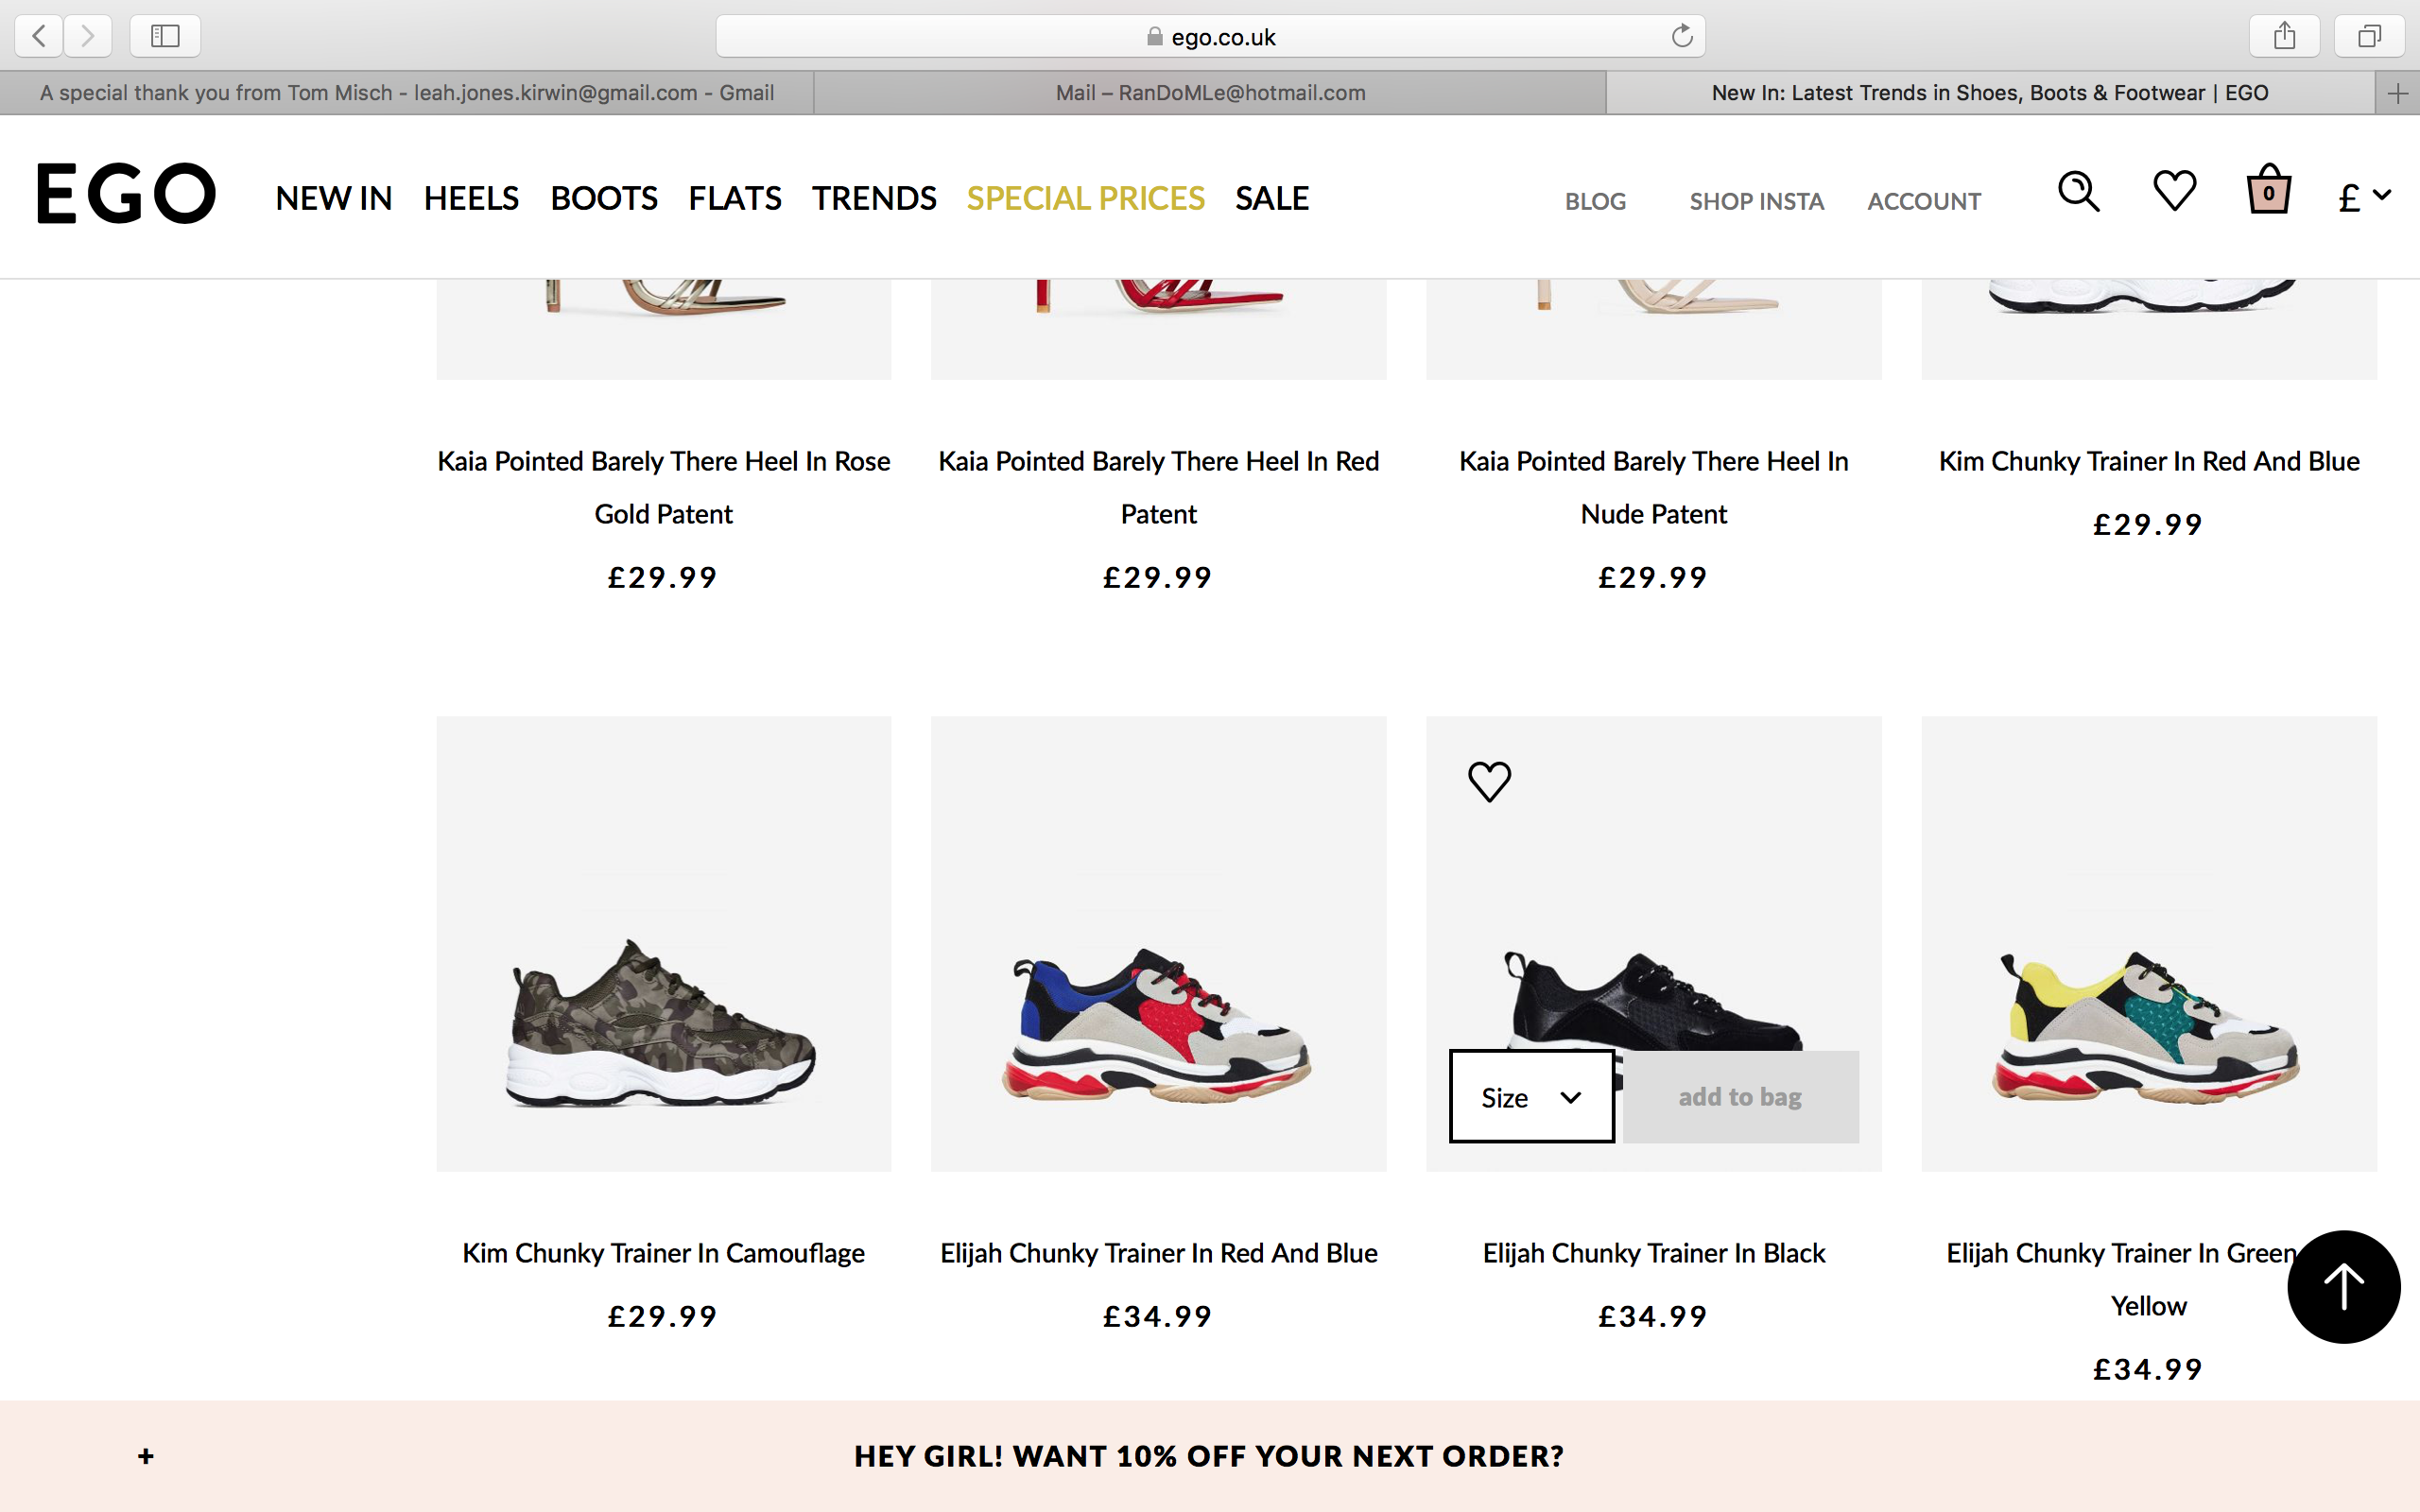 ego.co.uk
A special thank you from Tom Misch - leah.jones.kirwin@gmail.com - Gmail
Mail – RanDoMLe@hotmail.com
New In: Latest Trends in Shoes, Boots & Footwear | EGO
EGO
NEW IN HEELS BOOTS FLATS TRENDS SPECIAL PRICES SALE
BLOG SHOP INSTA ACCOUNT
0
£
Kaia Pointed Barely There Heel In Rose
Gold Patent
£29.99
Kaia Pointed Barely There Heel In Red
Patent
£29.99
Kaia Pointed Barely There Heel In
Nude Patent
£29.99
Kim Chunky Trainer In Red And Blue
£29.99
Size
add to bag
Kim Chunky Trainer In Camouflage
£29.99
Elijah Chunky Trainer In Red And Blue
£34.99
Elijah Chunky Trainer In Black
£34.99
Elijah Chunky Trainer In Green
Yellow
£34.99
+
HEY GIRL! WANT 10% OFF YOUR NEXT ORDER?